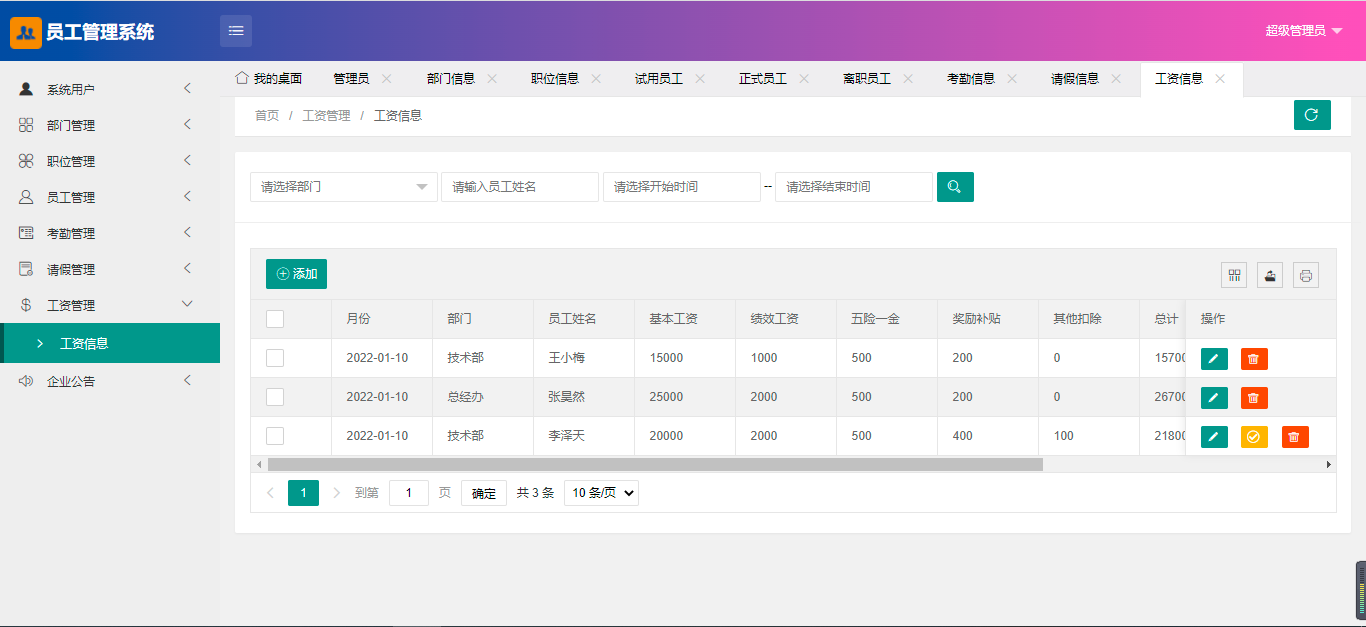 员工管理系统
超级管理员
我的桌面 管理员 部门信息 职位信息 试用员工 正式员工 离职员工 考勤信息 请假信息 工资信息
系统用户
部门管理
职位管理
员工管理
考勤管理
请假管理
工资管理
工资信息
企业公告
首页 / 工资管理 / 工资信息
请选择部门 请输入员工姓名 请选择开始时间 -- 请选择结束时间
添加
月份 部门 员工姓名 基本工资 绩效工资 五险一金 奖励补贴 其他扣除 总计 操作
2022-01-10 技术部 王小梅 15000 1000 500 200 0 15700
2022-01-10 总经办 张昊然 25000 2000 500 200 0 26700
2022-01-10 技术部 李泽天 20000 2000 500 400 100 21800
1 到第 1 页 确定 共 3 条 10 条/页